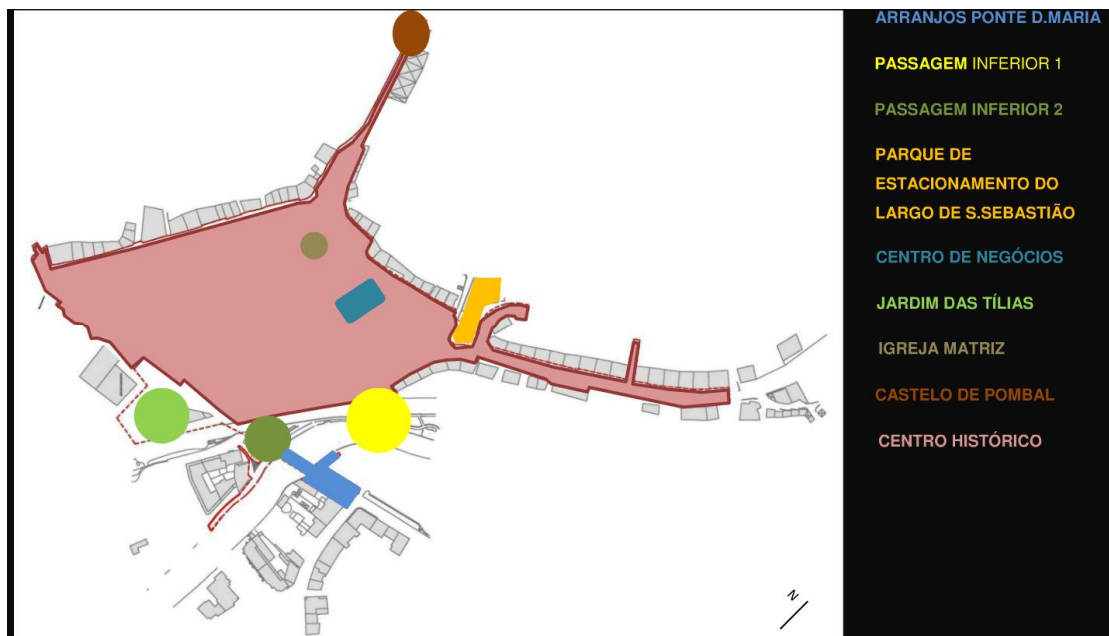 ARRANJOS PONTE D.MARIA
PASSAGEM INFERIOR 1
PASSAGEM INFERIOR 2
PARQUE DE
ESTACIONAMENTO DO
LARGO DE S.SEBASTIÃO
CENTRO DE NEGÓCIOS
JARDIM DAS TÍLIAS
IGREJA MATRIZ
CASTELO DE POMBAL
CENTRO HISTÓRICO
N